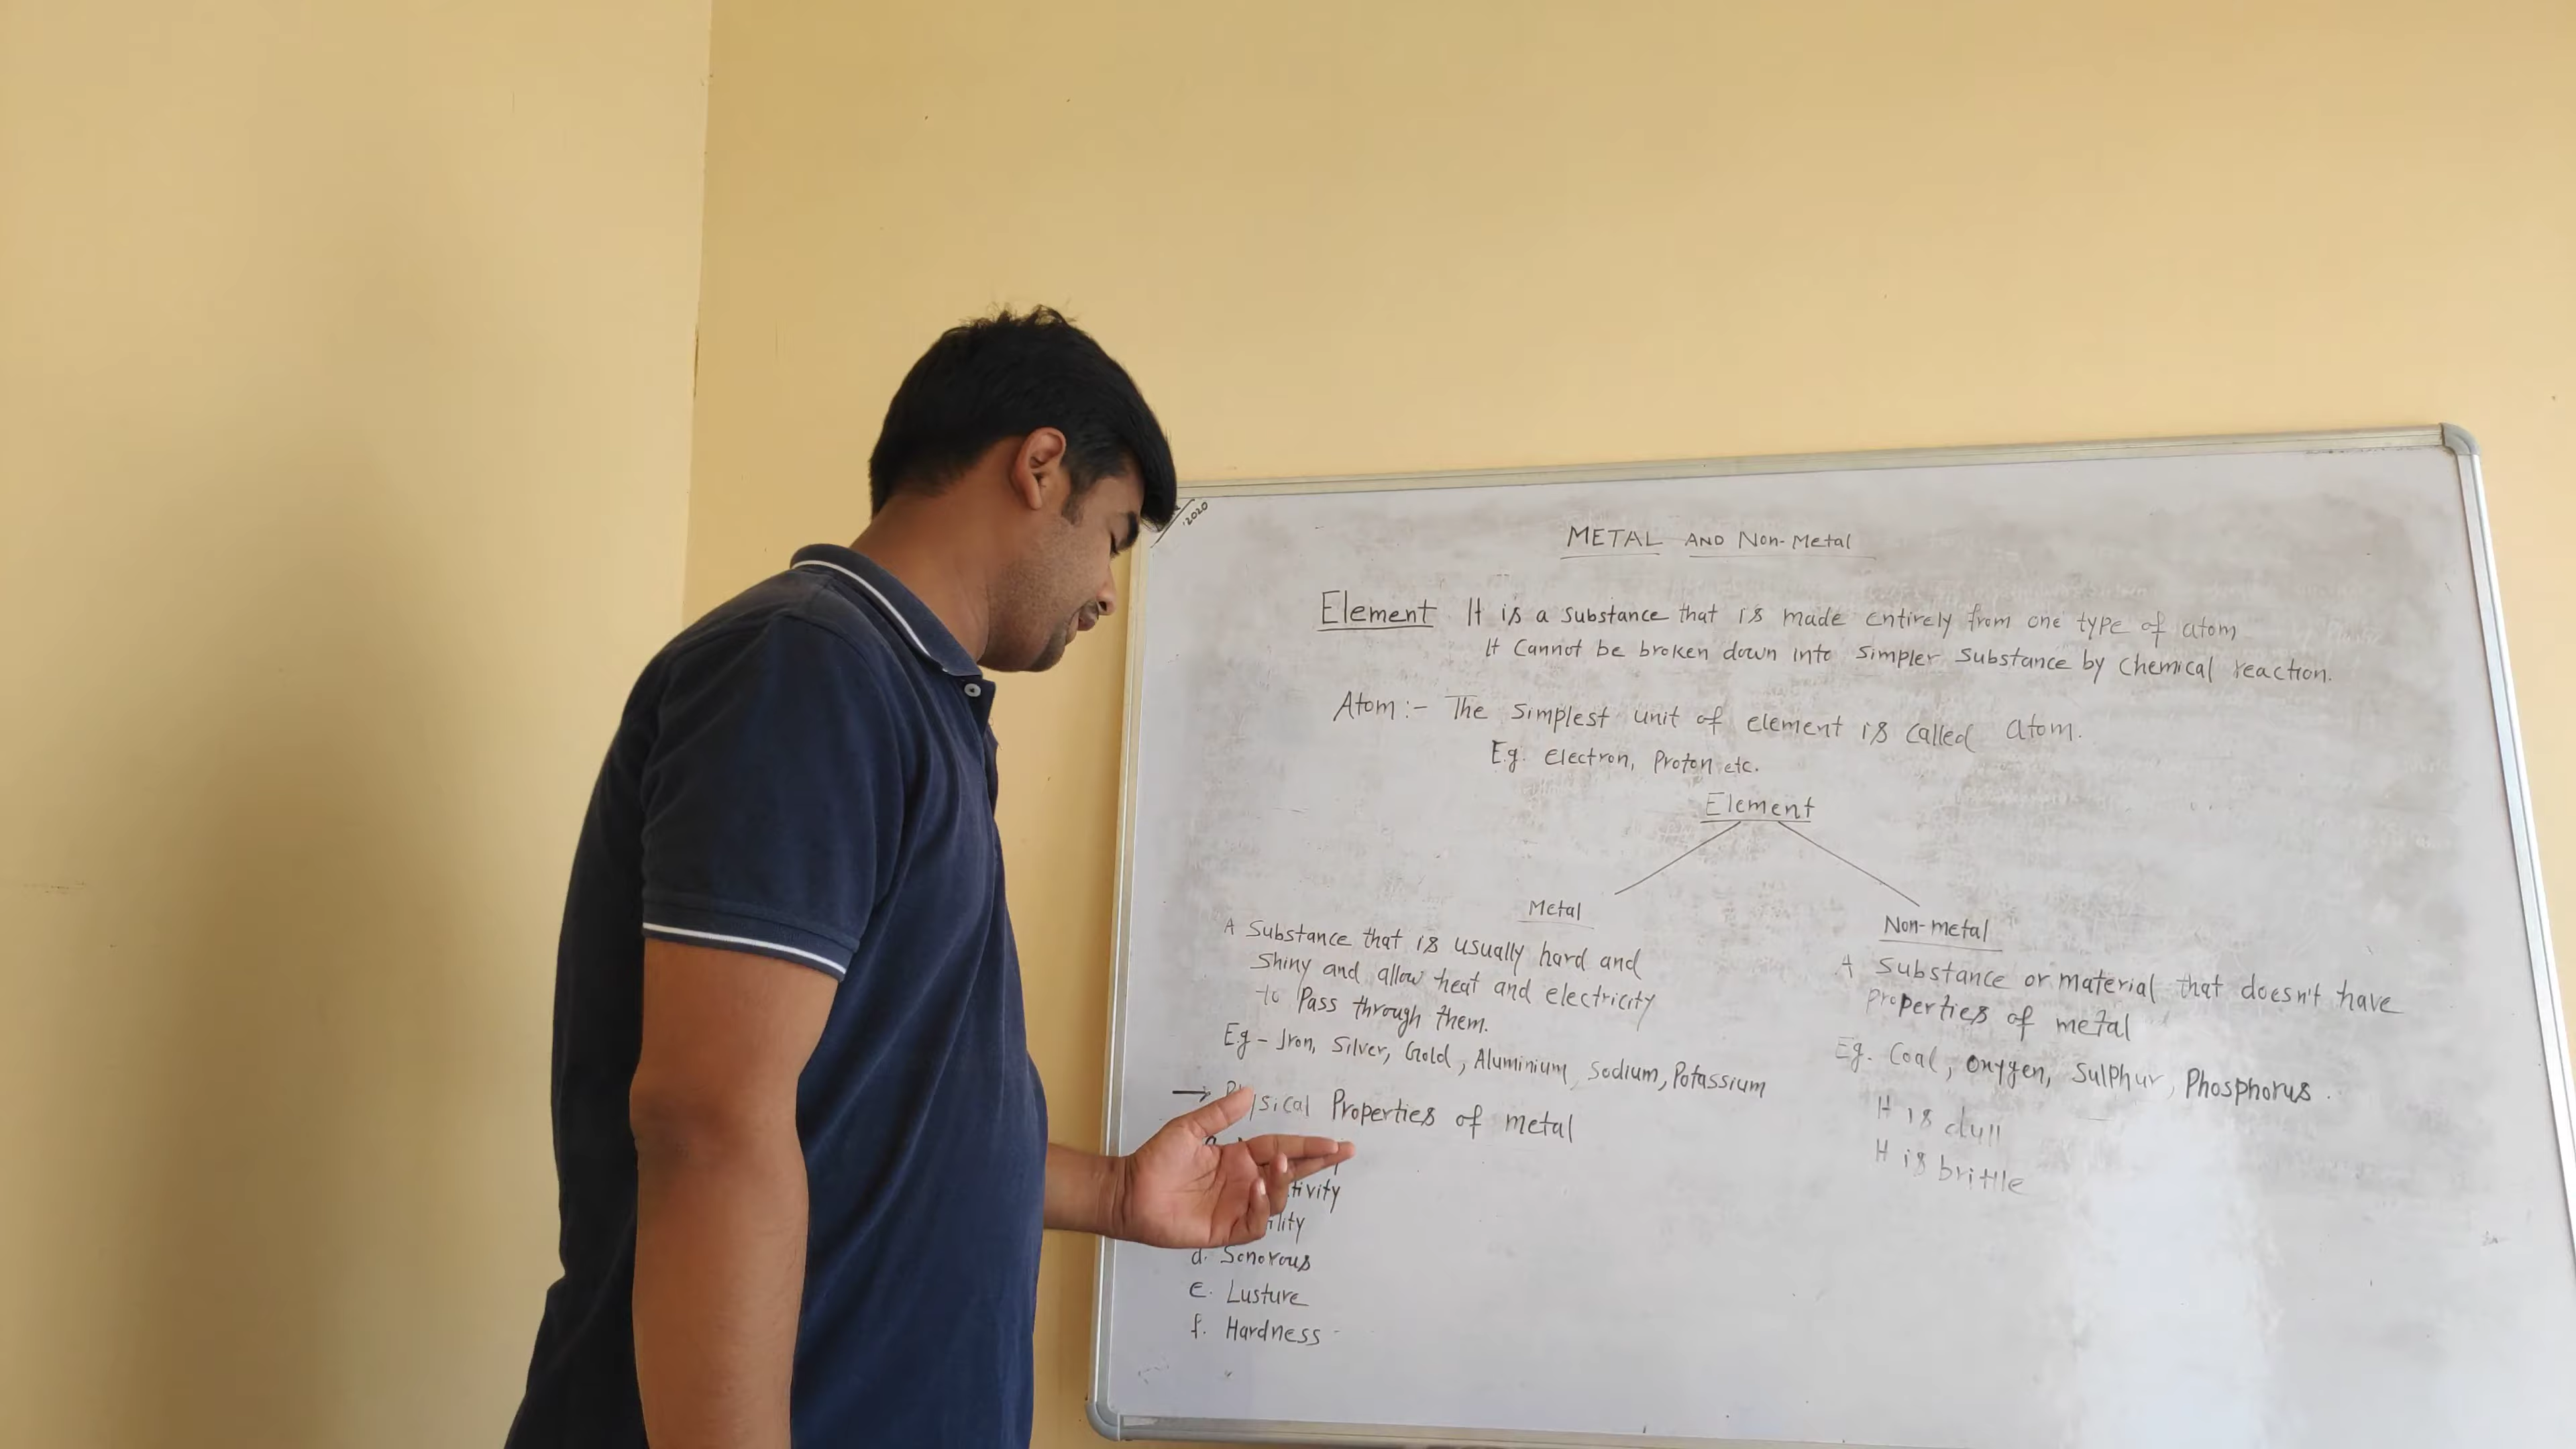 2020
METAL AND Non-Metal
Element It is a substance that is made entirely from one type of atom
It cannot be broken down into simpler substance by chemical reaction.
Atom :- The simplest unit of element is called atom.
E.g. electron, proton etc.
Element
Metal
A substance that is usually hard and
shiny and allow heat and electricity
to Pass through them.
E.g - Iron, Silver, Gold, Aluminium, Sodium, Potassium
→ Physical Properties of metal
tivity
ility
d. Sonorous
e. Lusture
f. Hardness -
Non-metal
A substance or material that doesn't have
properties of metal
Eg. Coal, oxygen, Sulphur, Phosphorus.
It is dull
It is brittle